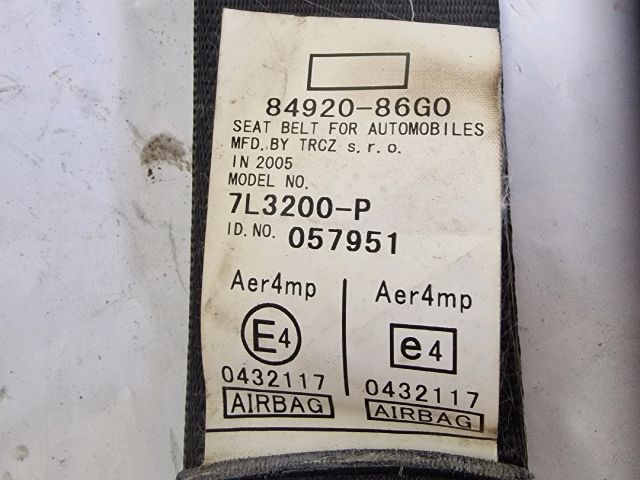 84920-86G0
SEAT BELT FOR AUTOMOBILES
MFD. BY TRCZ s. r. o.
IN 2005
MODEL NO.
7L3200-P
ID. NO. 057951
Aer4mp
E4
0432117
AIRBAG
Aer4mp
e4
0432117
AIRBAG